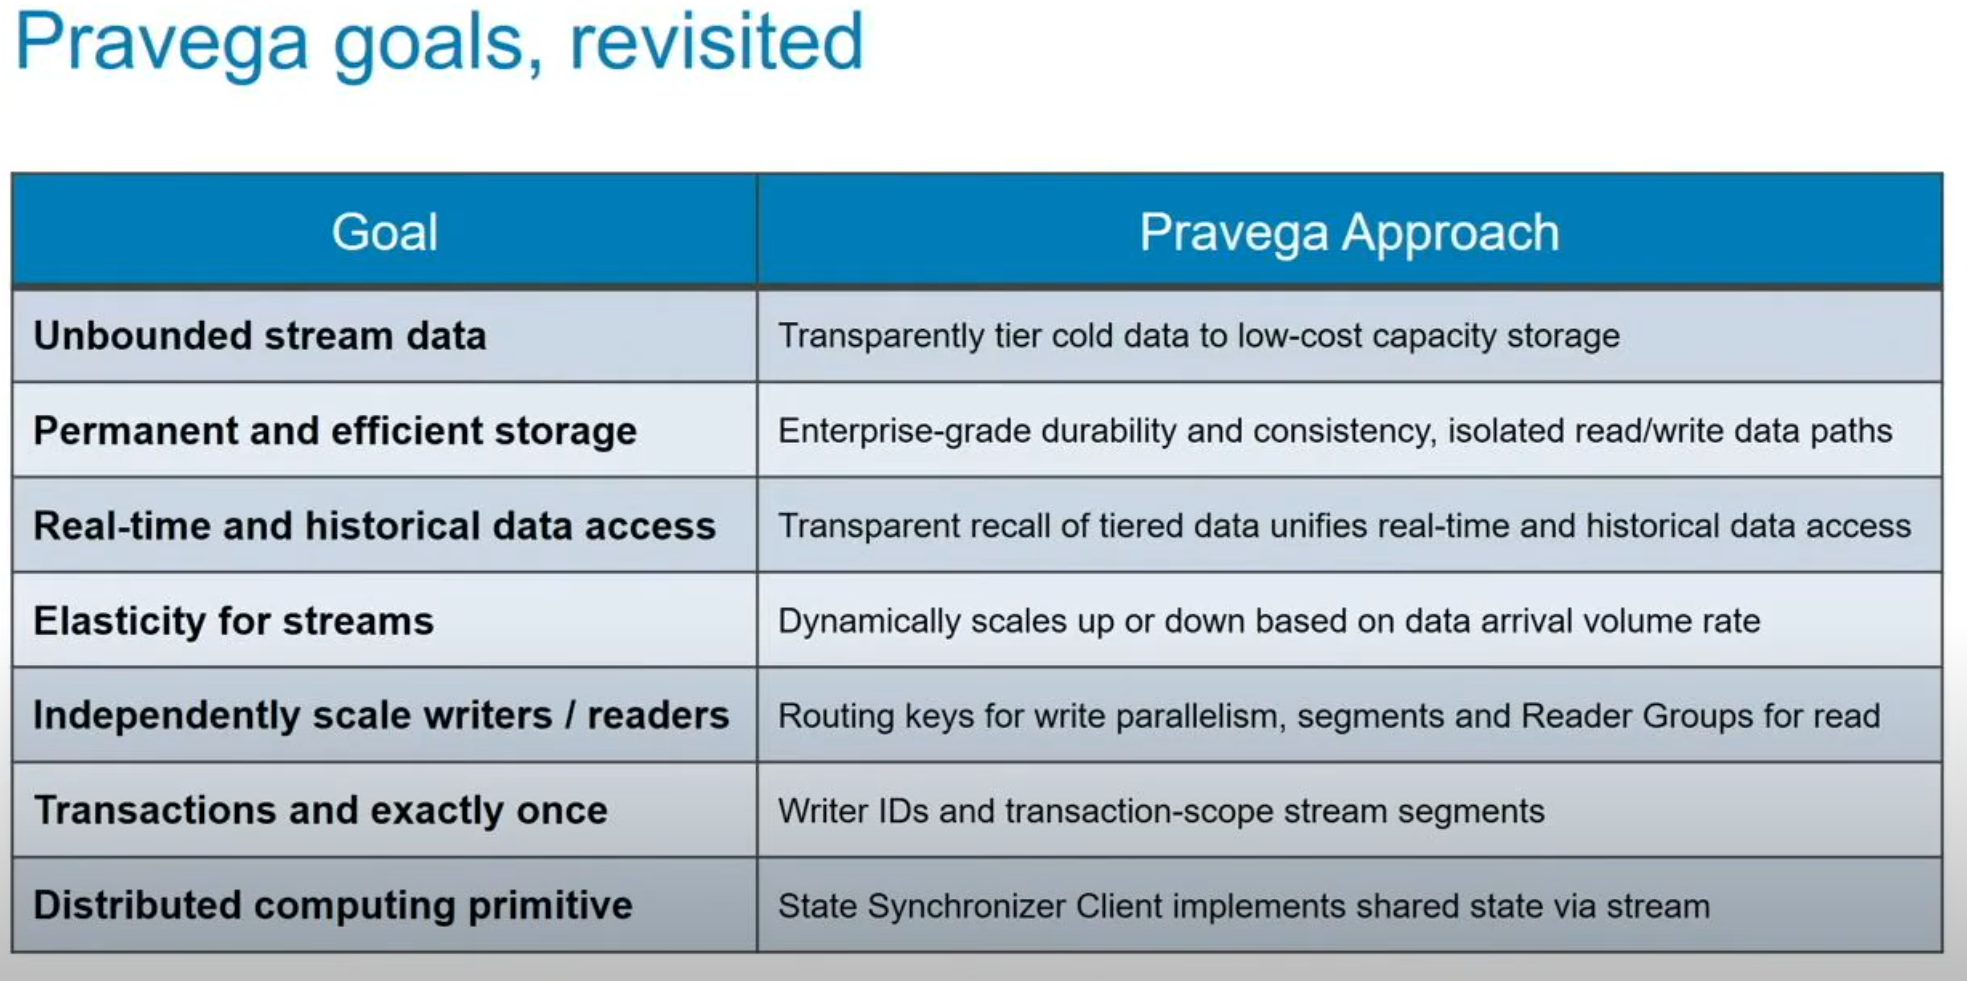 Pravega goals, revisited
Goal
Pravega Approach
Unbounded stream data
Transparently tier cold data to low-cost capacity storage
Permanent and efficient storage
Enterprise-grade durability and consistency, isolated read/write data paths
Real-time and historical data access
Transparent recall of tiered data unifies real-time and historical data access
Elasticity for streams
Dynamically scales up or down based on data arrival volume rate
Independently scale writers / readers
Routing keys for write parallelism, segments and Reader Groups for read
Transactions and exactly once
Writer IDs and transaction-scope stream segments
Distributed computing primitive
State Synchronizer Client implements shared state via stream